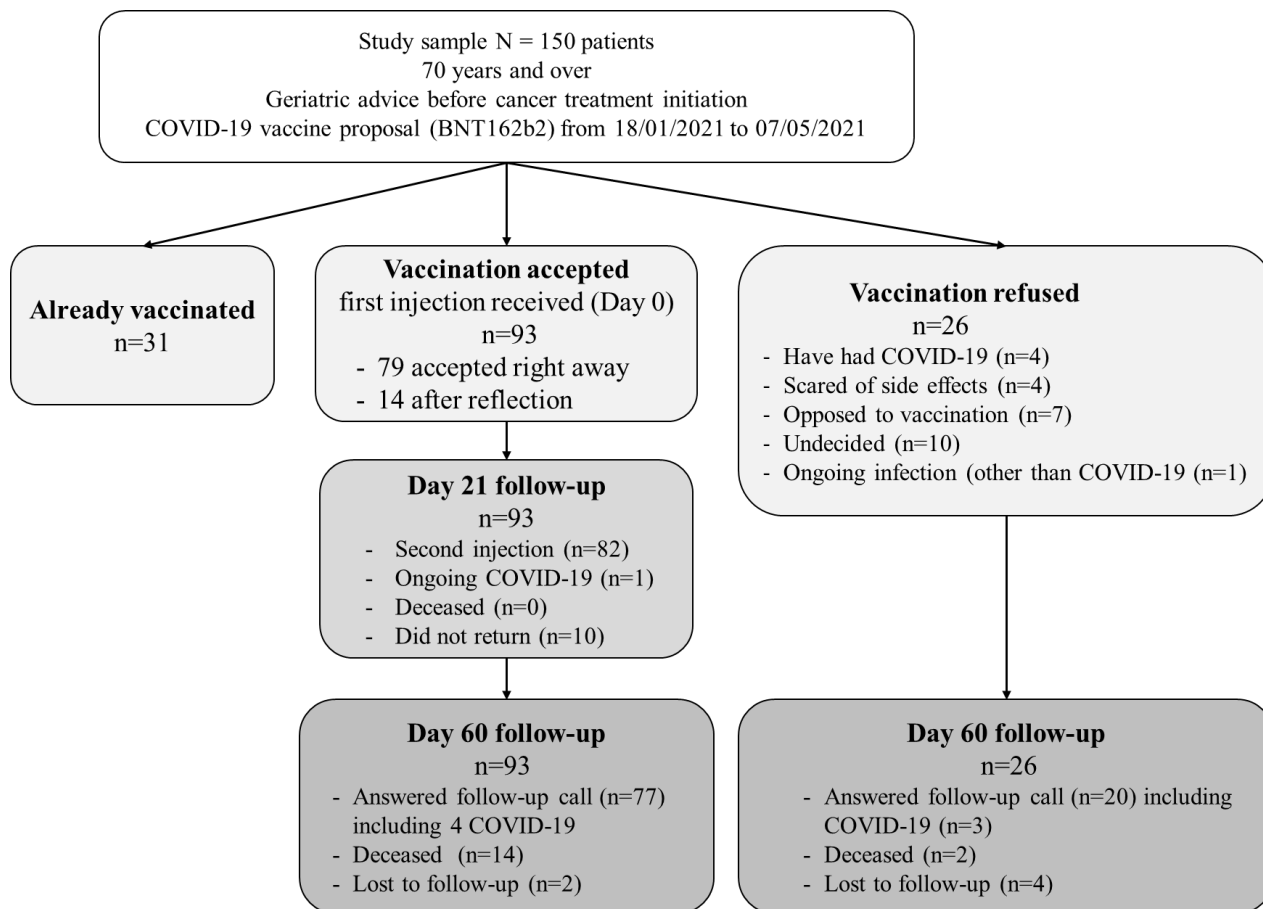 Study sample N = 150 patients
70 years and over
Geriatric advice before cancer treatment initiation
COVID-19 vaccine proposal (BNT162b2) from 18/01/2021 to 07/05/2021
Already vaccinated
n=31
Vaccination accepted
first injection received (Day 0)
n=93
- 79 accepted right away
- 14 after reflection
Vaccination refused
n=26
- Have had COVID-19 (n=4)
- Scared of side effects (n=4)
- Opposed to vaccination (n=7)
- Undecided (n=10)
- Ongoing infection (other than COVID-19 (n=1)
Day 21 follow-up
n=93
- Second injection (n=82)
- Ongoing COVID-19 (n=1)
- Deceased (n=0)
- Did not return (n=10)
Day 60 follow-up
n=93
- Answered follow-up call (n=77)
including 4 COVID-19
- Deceased (n=14)
- Lost to follow-up (n=2)
Day 60 follow-up
n=26
- Answered follow-up call (n=20) including
COVID-19 (n=3)
- Deceased (n=2)
- Lost to follow-up (n=4)